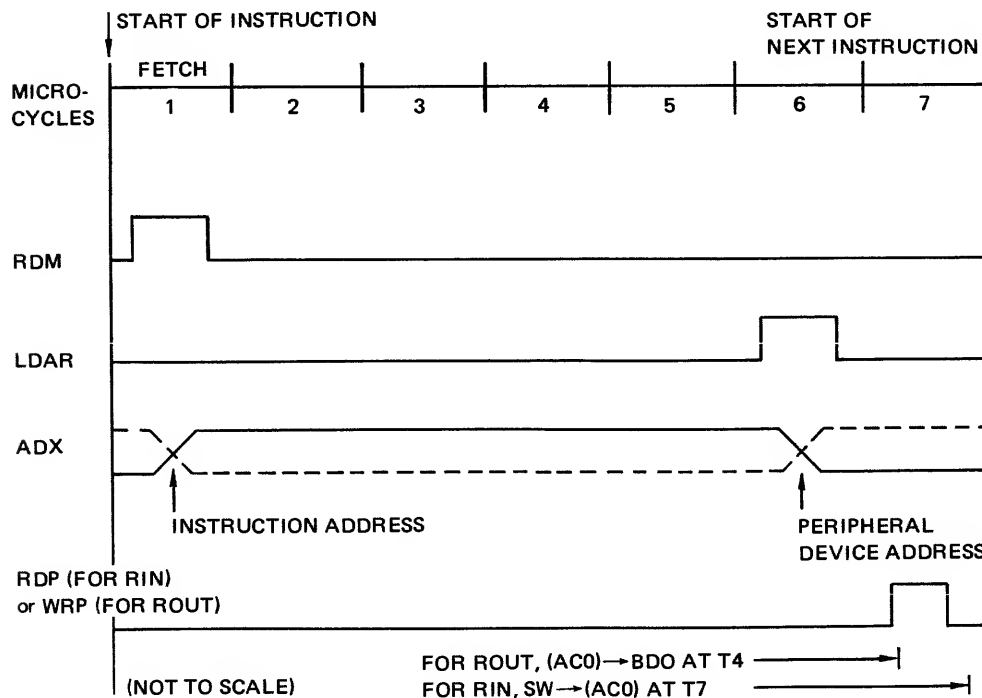 START OF INSTRUCTION
START OF
NEXT INSTRUCTION
FETCH
MICRO-
CYCLES
1 2 3 4 5 6 7
RDM
LDAR
ADX
INSTRUCTION ADDRESS
PERIPHERAL
DEVICE ADDRESS
RDP (FOR RIN)
or WRP (FOR ROUT)
FOR ROUT, (AC0)→BDO AT T4
(NOT TO SCALE)
FOR RIN, SW→(AC0) AT T7